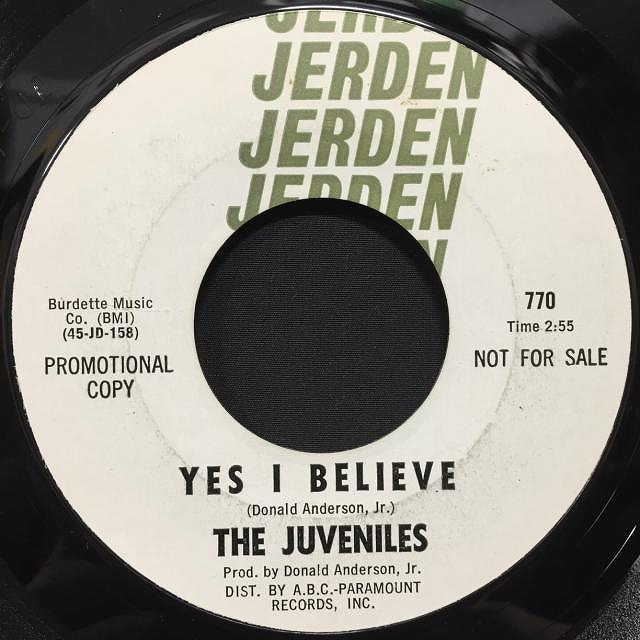 JERDEN
JERDEN
JERDEN
JERDEN
Burdette Music
Co. (BMI)
(45-JD-158)
PROMOTIONAL
COPY
770
Time 2:55
NOT FOR SALE
YES I BELIEVE
(Donald Anderson, Jr.)
THE JUVENILES
Prod. by Donald Anderson, Jr.
DIST. BY A.B.C.-PARAMOUNT
RECORDS, INC.